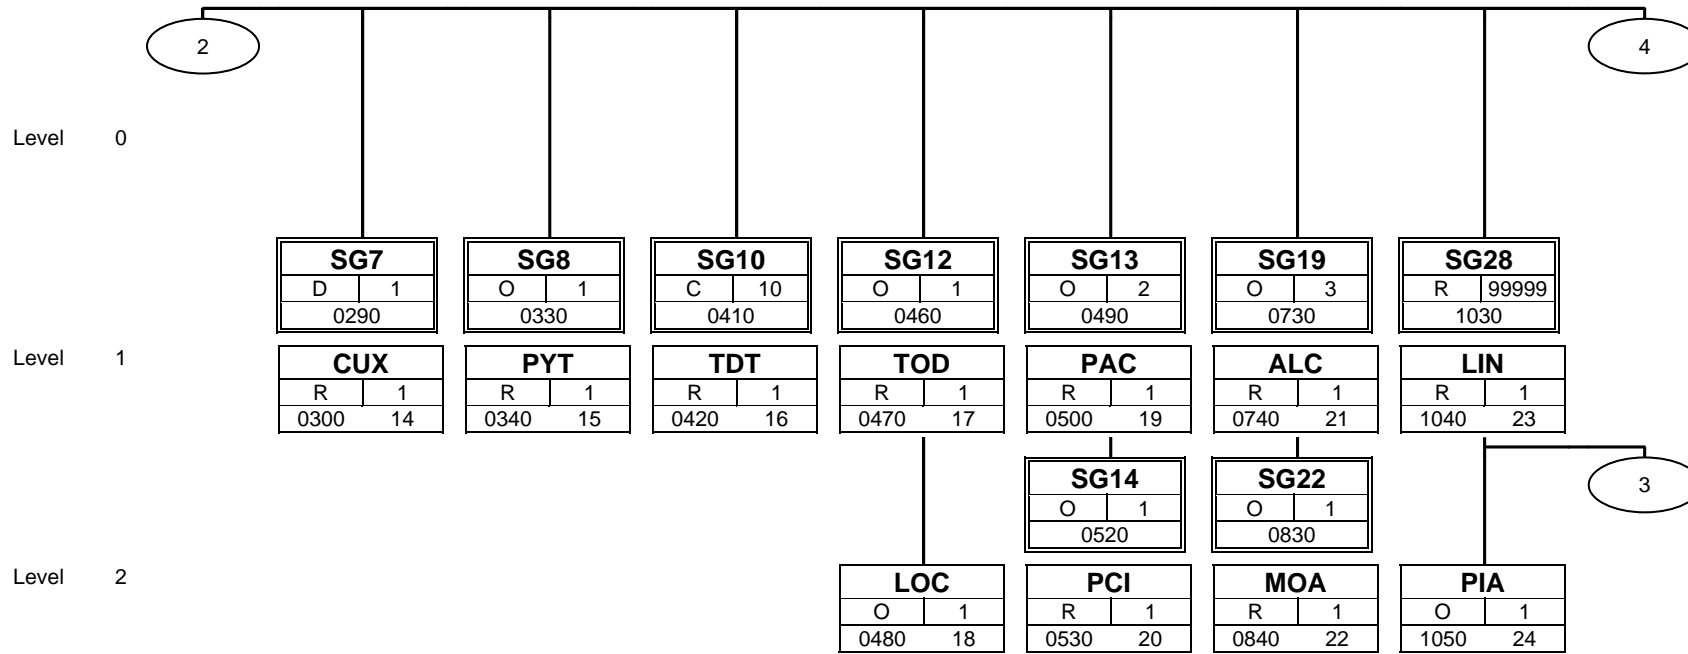 2 4
Level 0
SG7 SG8 SG10 SG12 SG13 SG19 SG28
D 1 O 1 C 10 O 1 O 2 O 3 R 99999
0290 0330 0410 0460 0490 0730 1030
Level 1
CUX PYT TDT TOD PAC ALC LIN
R 1 R 1 R 1 R 1 R 1 R 1 R 1
0300 14 0340 15 0420 16 0470 17 0500 19 0740 21 1040 23
SG14 SG22 3
O 1 O 1
0520 0830
Level 2
LOC PCI MOA PIA
O 1 R 1 R 1 O 1
0480 18 0530 20 0840 22 1050 24